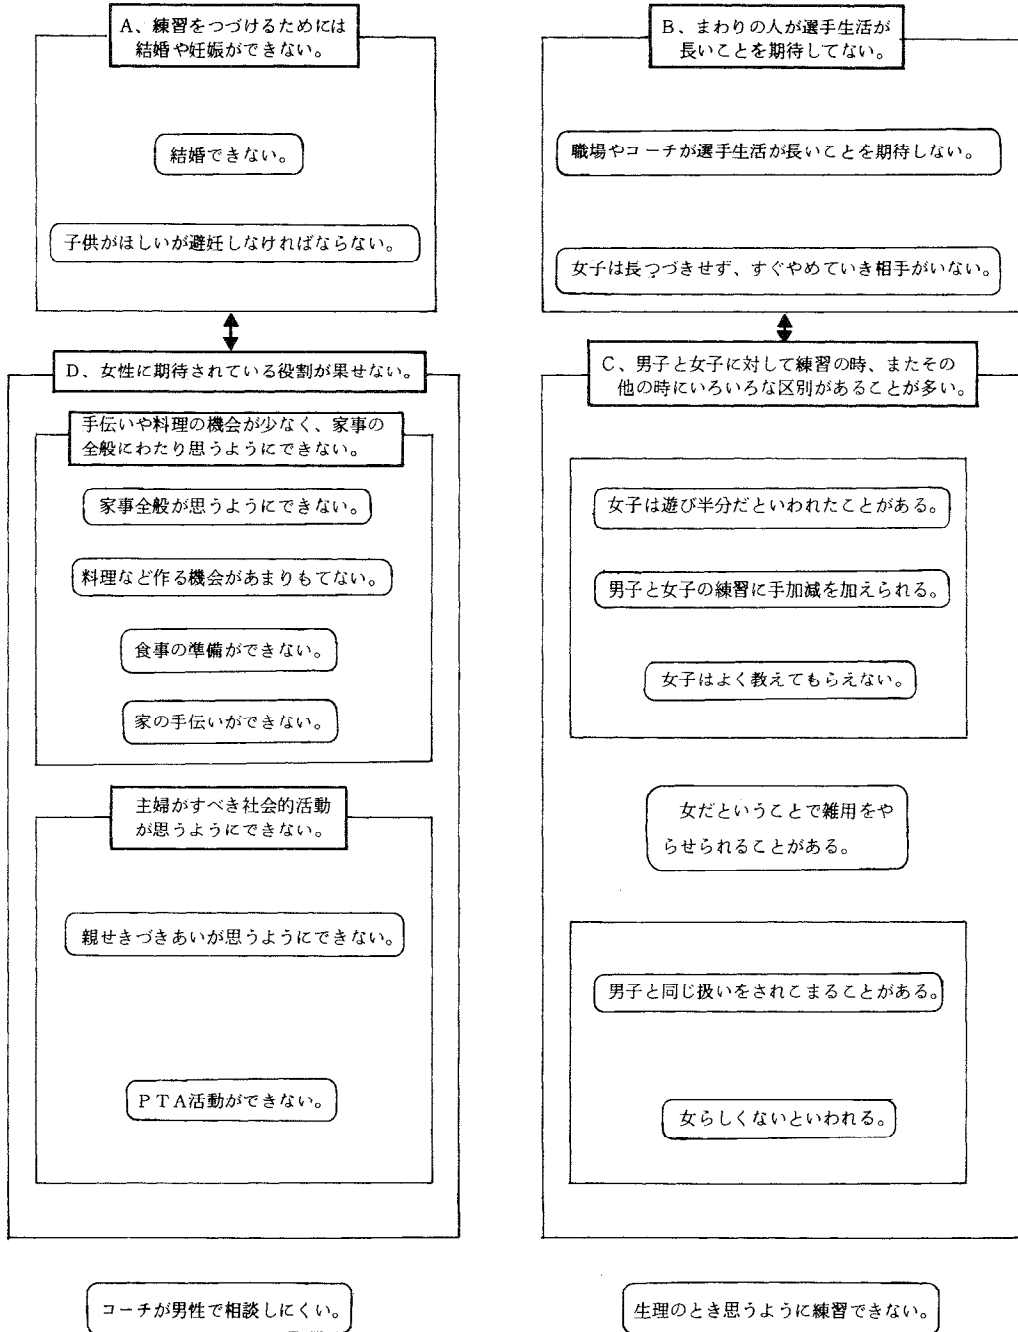 A、練習をつづけるためには
結婚や妊娠ができない。
結婚できない。
子供がほしいが避妊しなければならない。
B、まわりの人が選手生活が
長いことを期待してない。
職場やコーチが選手生活が長いことを期待しない。
女子は長つづきせず、すぐやめていき相手がいない。
D、女性に期待されている役割が果せない。
手伝いや料理の機会が少なく、家事の
全般にわたり思うようにできない。
家事全般が思うようにできない。
料理など作る機会があまりもてない。
食事の準備ができない。
家の手伝いができない。
主婦がすべき社会的活動
が思うようにできない。
親せきづきあいが思うようにできない。
PTA活動ができない。
C、男子と女子に対して練習の時、またその
他の時にいろいろな区別があることが多い。
女子は遊び半分だといわれたことがある。
男子と女子の練習に手加減を加えられる。
女子はよく教えてもらえない。
女だということで雑用をや
らせられることがある。
男子と同じ扱いをされこまることがある。
女らしくないといわれる。
コーチが男性で相談しにくい。
生理のとき思うように練習できない。